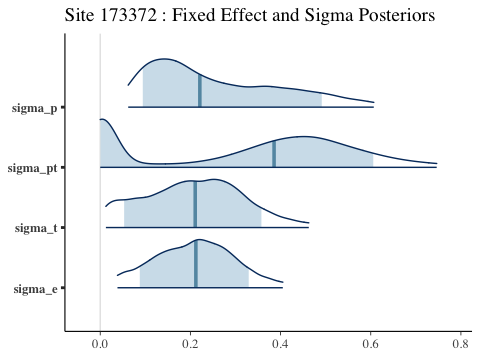 Site 173372 : Fixed Effect and Sigma Posteriors
sigma_p
sigma_pt
sigma_t
sigma_e
0.0 0.2 0.4 0.6 0.8